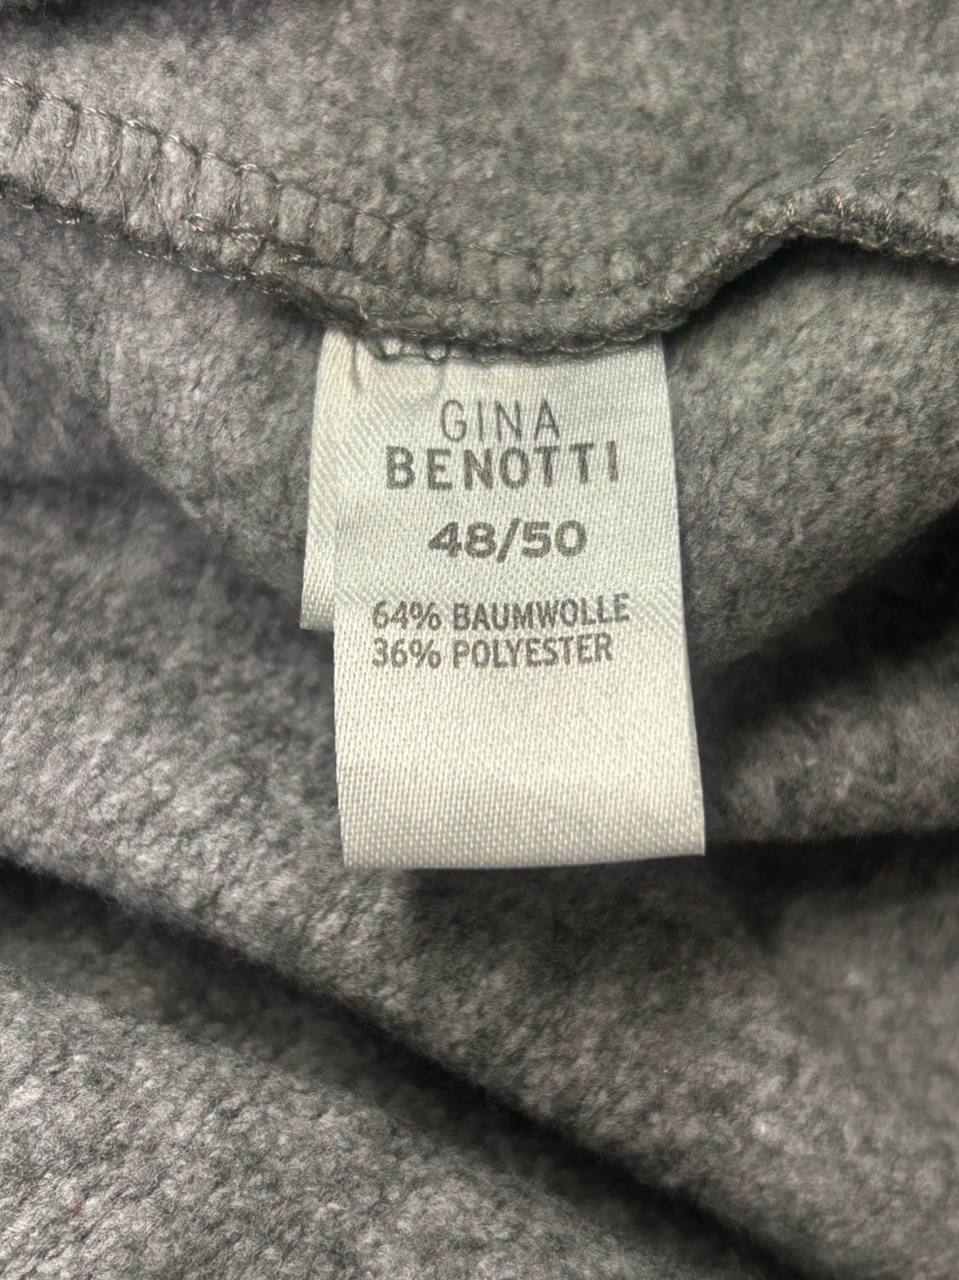 GINA
BENOTTI
48/50
64% BAUMWOLLE
36% POLYESTER